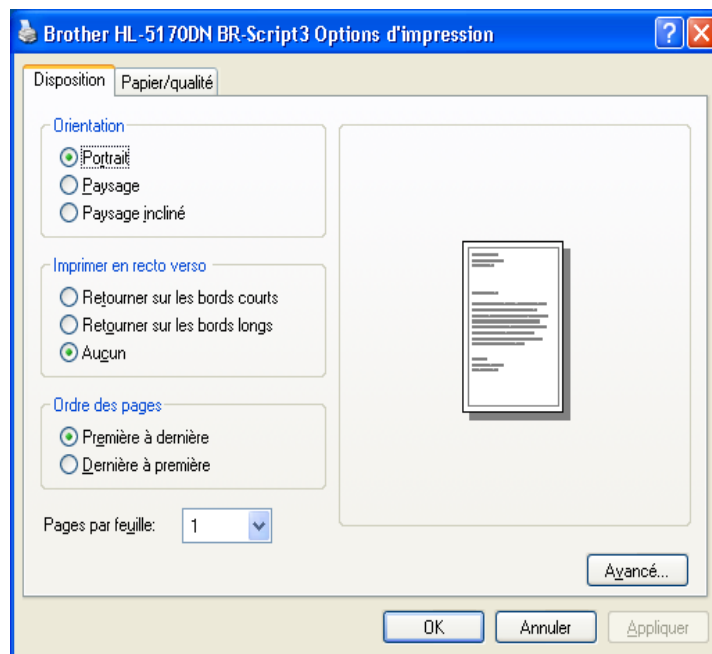 Brother HL-5170DN BR-Script3 Options d'impression
Disposition
Papier/qualité
Orientation
Portrait
Paysage
Paysage incliné
Imprimer en recto verso
Retourner sur les bords courts
Retourner sur les bords longs
Aucun
Ordre des pages
Première à dernière
Dernière à première
Pages par feuille:
1
Avancé...
OK
Annuler
Appliquer